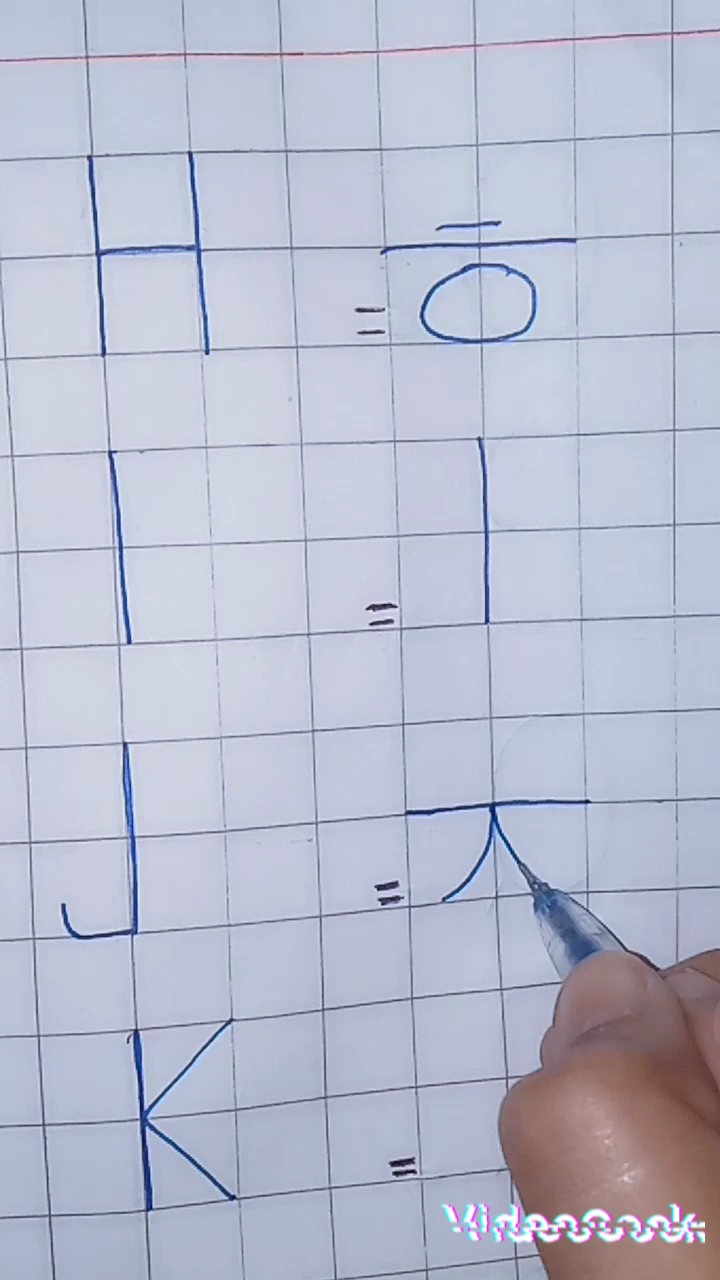 H = ㅎ
I = ㅣ
J = ㅈ
K =
VideoCook